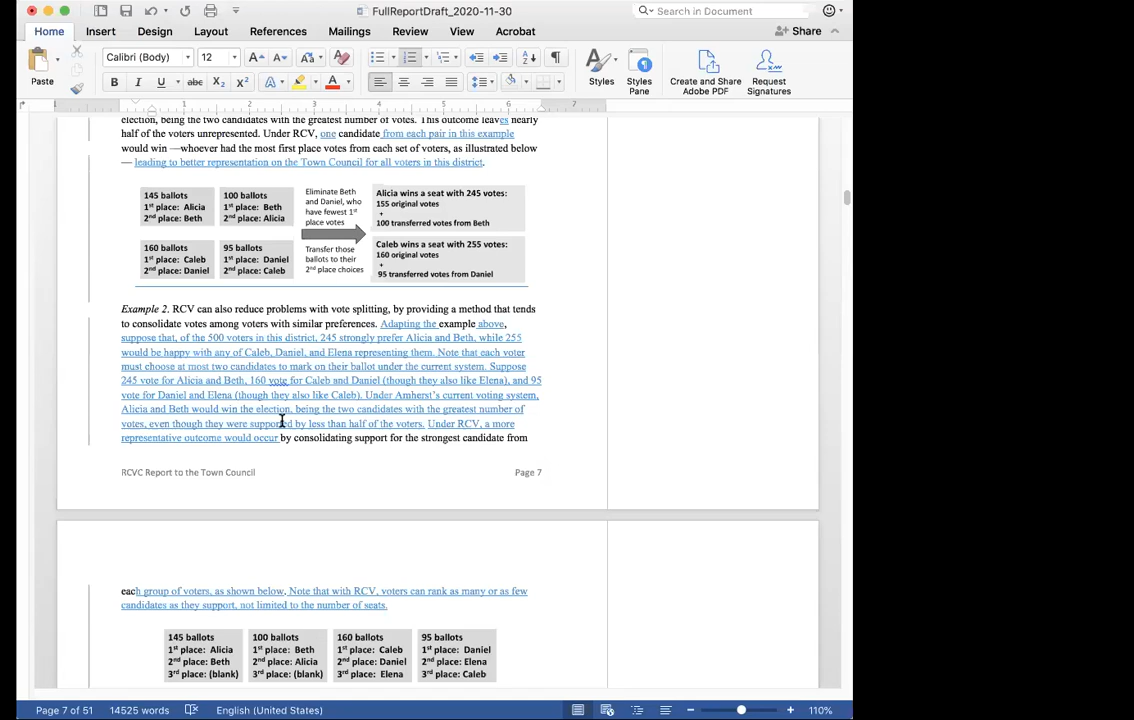 FullReportDraft_2020-11-30
Search in Document
Home Insert Design Layout References Mailings Review View Acrobat Share
Paste
Calibri (Body) 12
Styles
Styles Pane
Create and Share Adobe PDF
Request Signatures
1 1 2 3 4 5 6 7
election, being the two candidates with the greatest number of votes. This outcome leaves nearly
half of the voters unrepresented. Under RCV, one candidate from each pair in this example
would win —whoever had the most first place votes from each set of voters, as illustrated below
— leading to better representation on the Town Council for all voters in this district.
145 ballots
1st place: Alicia
2nd place: Beth
100 ballots
1st place: Beth
2nd place: Alicia
160 ballots
1st place: Caleb
2nd place: Daniel
95 ballots
1st place: Daniel
2nd place: Caleb
Eliminate Beth
and Daniel, who
have fewest 1st
place votes
Transfer those
ballots to their
2nd place choices
Alicia wins a seat with 245 votes:
155 original votes
+
100 transferred votes from Beth
Caleb wins a seat with 255 votes:
160 original votes
+
95 transferred votes from Daniel
Example 2. RCV can also reduce problems with vote splitting, by providing a method that tends
to consolidate votes among voters with similar preferences. Adapting the example above,
suppose that, of the 500 voters in this district, 245 strongly prefer Alicia and Beth, while 255
would be happy with any of Caleb, Daniel, and Elena representing them. Note that each voter
must choose at most two candidates to mark on their ballot under the current system. Suppose
245 vote for Alicia and Beth, 160 vote for Caleb and Daniel (though they also like Elena), and 95
vote for Daniel and Elena (though they also like Caleb). Under Amherst's current voting system,
Alicia and Beth would win the election, being the two candidates with the greatest number of
votes, even though they were supported by less than half of the voters. Under RCV, a more
representative outcome would occur by consolidating support for the strongest candidate from
RCVC Report to the Town Council Page 7
each group of voters, as shown below. Note that with RCV, voters can rank as many or as few
candidates as they support, not limited to the number of seats.
145 ballots
1st place: Alicia
2nd place: Beth
3rd place: (blank)
100 ballots
1st place: Beth
2nd place: Alicia
3rd place: (blank)
160 ballots
1st place: Caleb
2nd place: Daniel
3rd place: Elena
95 ballots
1st place: Daniel
2nd place: Elena
3rd place: Caleb
Page 7 of 51 14525 words English (United States) 110%